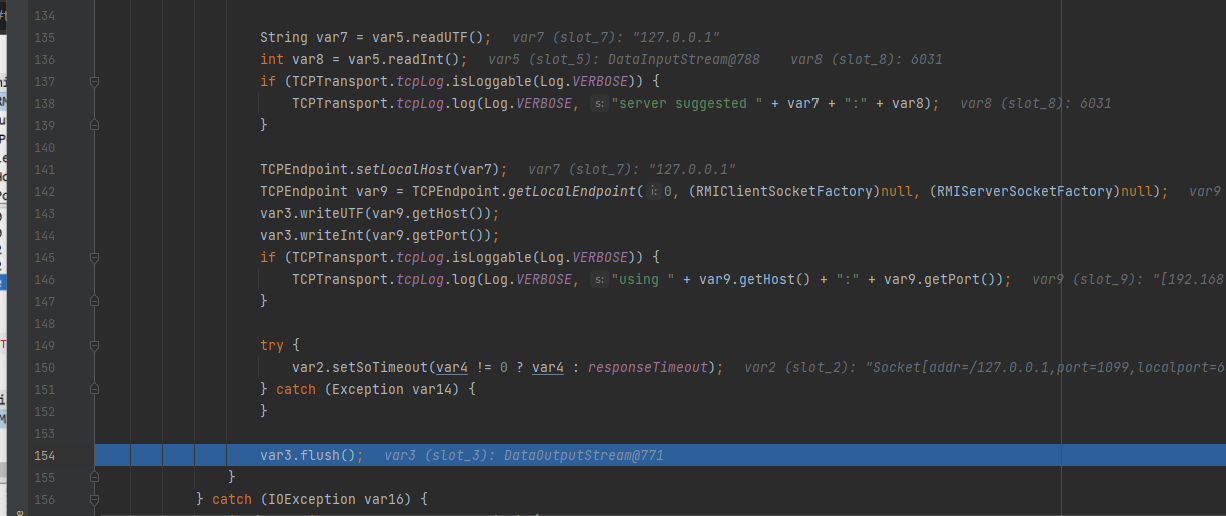 134
135 String var7 = var5.readUTF(); var7 (slot_7): "127.0.0.1"
136 int var8 = var5.readInt(); var5 (slot_5): DataInputStream@788 var8 (slot_8): 6031
137 if (TCPTransport.tcpLog.isLoggable(Log.VERBOSE)) {
138 TCPTransport.tcpLog.log(Log.VERBOSE, s: "server suggested " + var7 + ":" + var8); var8 (slot_8): 6031
139 }
140
141 TCPEndpoint.setLocalHost(var7); var7 (slot_7): "127.0.0.1"
142 TCPEndpoint var9 = TCPEndpoint.getLocalEndpoint( i: 0, (RMIClientSocketFactory)null, (RMIServerSocketFactory)null); var9
143 var3.writeUTF(var9.getHost());
144 var3.writeInt(var9.getPort());
145 if (TCPTransport.tcpLog.isLoggable(Log.VERBOSE)) {
146 TCPTransport.tcpLog.log(Log.VERBOSE, s: "using " + var9.getHost() + ":" + var9.getPort()); var9 (slot_9): "[192.168
147 }
148
149 try {
150 var2.setSoTimeout(var4 != 0 ? var4 : responseTimeout); var2 (slot_2): "Socket[addr=/127.0.0.1,port=1099,localport=6
151 } catch (Exception var14) {
152 }
153
154 var3.flush(); var3 (slot_3): DataOutputStream@771
155 }
156 } catch (IOException var16) {